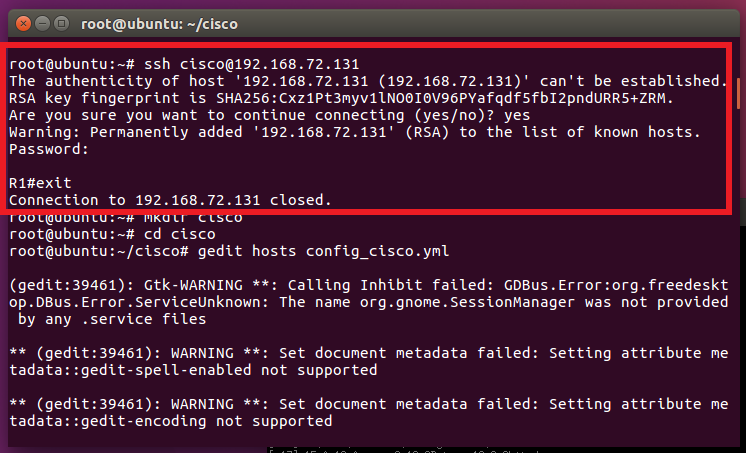 root@ubuntu: ~/cisco
root@ubuntu:~# ssh cisco@192.168.72.131
The authenticity of host '192.168.72.131 (192.168.72.131)' can't be established.
RSA key fingerprint is SHA256:Cxz1Pt3myv1lNO0I0V96PYafqdf5fbI2pndURR5+ZRM.
Are you sure you want to continue connecting (yes/no)? yes
Warning: Permanently added '192.168.72.131' (RSA) to the list of known hosts.
Password:
R1#exit
Connection to 192.168.72.131 closed.
root@ubuntu:~# mkdir cisco
root@ubuntu:~# cd cisco
root@ubuntu:~/cisco# gedit hosts config_cisco.yml
(gedit:39461): Gtk-WARNING **: Calling Inhibit failed: GDBus.Error:org.freedeskt
op.DBus.Error.ServiceUnknown: The name org.gnome.SessionManager was not provided
by any .service files
** (gedit:39461): WARNING **: Set document metadata failed: Setting attribute me
tadata::gedit-spell-enabled not supported
** (gedit:39461): WARNING **: Set document metadata failed: Setting attribute me
tadata::gedit-encoding not supported